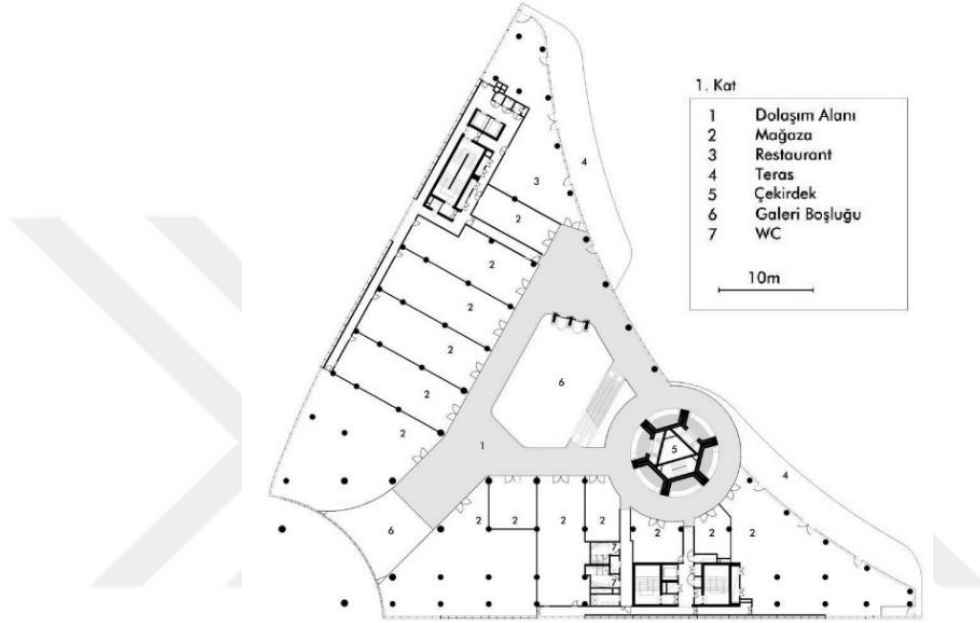 1. Kat
1 Dolaşım Alanı
2 Mağaza
3 Restaurant
4 Teras
5 Çekirdek
6 Galeri Boşluğu
7 WC
10m
4
3
2
2
2
2
6
2
2
1
5
4
2 2 2 2
6
2 2 2
7
7